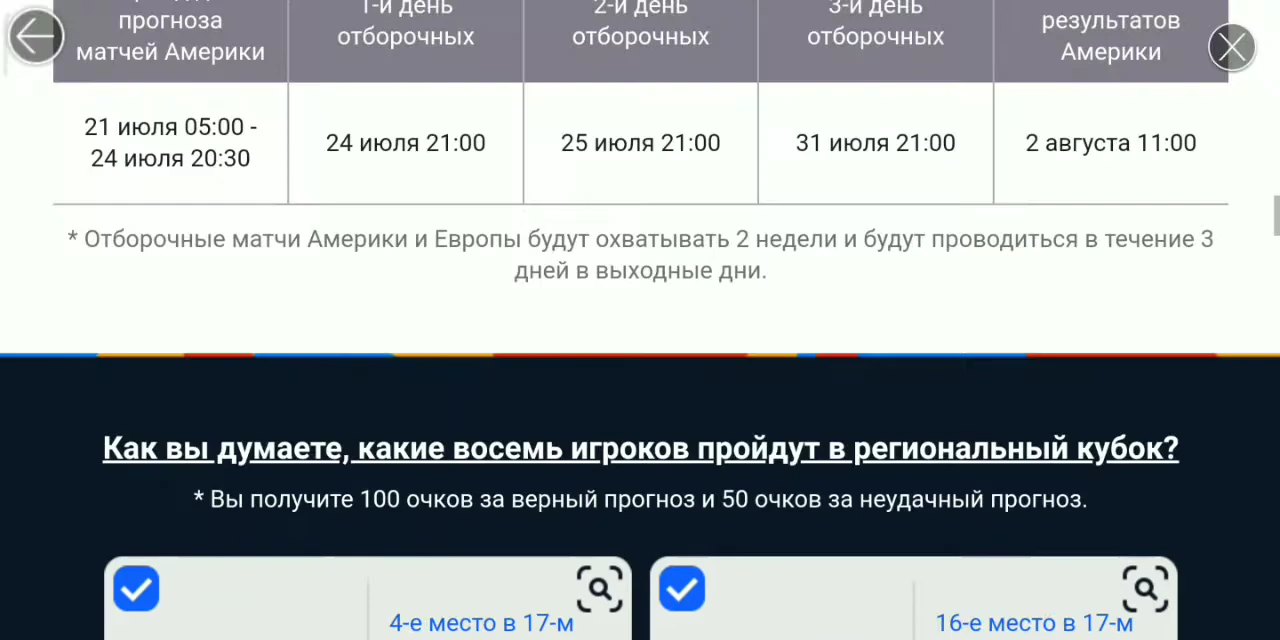 прогноза
матчей Америки
1-й день
отборочных
2-й день
отборочных
3-й день
отборочных
результатов
Америки
21 июля 05:00 -
24 июля 20:30
24 июля 21:00
25 июля 21:00
31 июля 21:00
2 августа 11:00
* Отборочные матчи Америки и Европы будут охватывать 2 недели и будут проводиться в течение 3
дней в выходные дни.
Как вы думаете, какие восемь игроков пройдут в региональный кубок?
* Вы получите 100 очков за верный прогноз и 50 очков за неудачный прогноз.
4-е место в 17-м
16-е место в 17-м